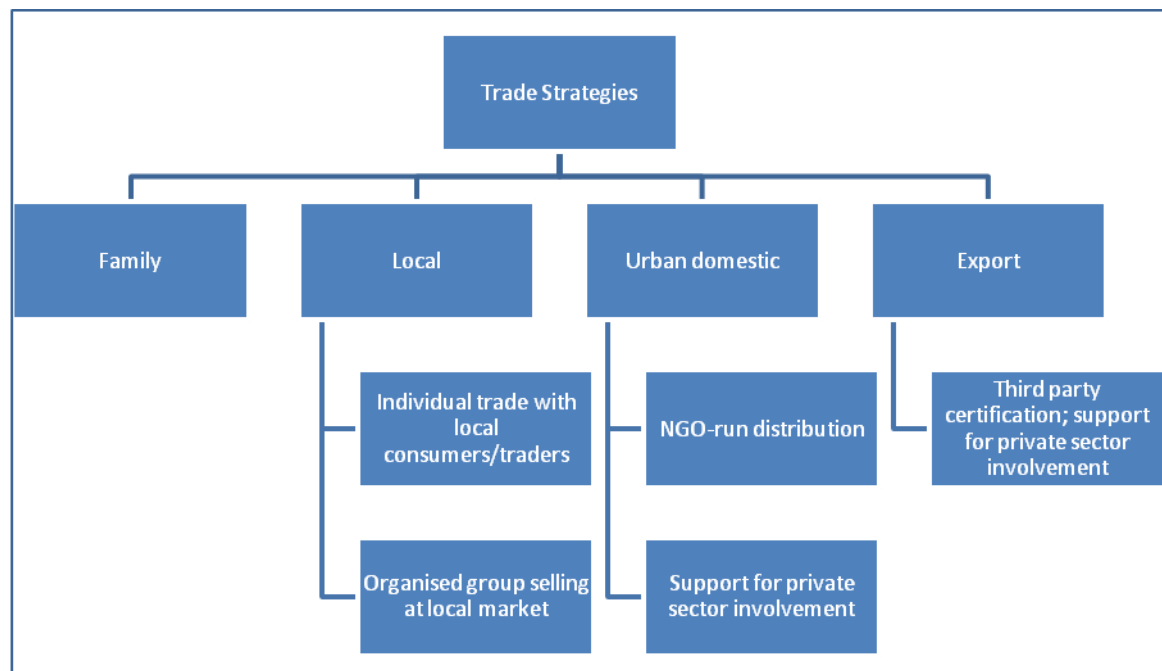 Trade Strategies
Family
Local
Urban domestic
Export
Individual trade with
local
consumers/traders
NGO-run distribution
Third party
certification; support
for private sector
involvement
Organised group selling
at local market
Support for private
sector involvement